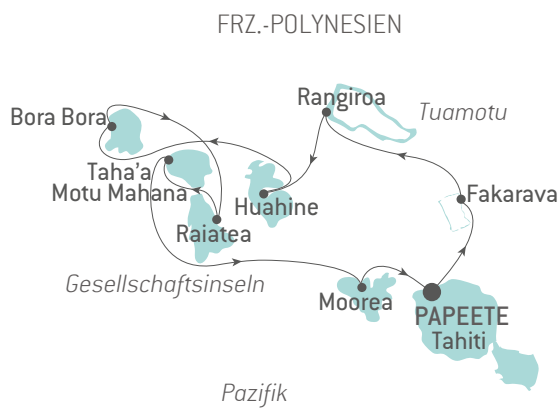 FRZ.-POLYNESIEN
Rangiroa
Tuamotu
Bora Bora
Taha'a
Motu Mahana
Fakarava
Huahine
Raiatea
Gesellschaftsinseln
Moorea
PAPEETE
Tahiti
Pazifik